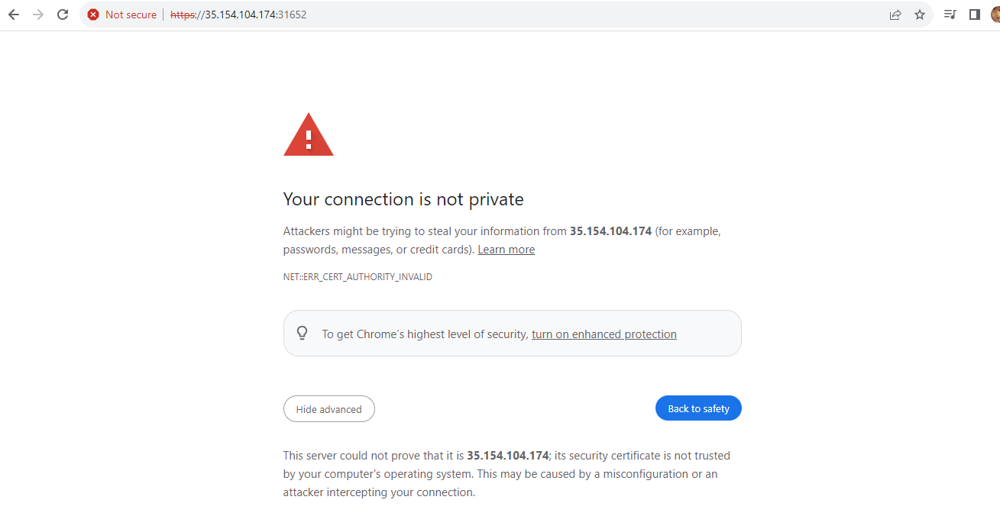 Not secure | https://35.154.104.174:31652
Your connection is not private
Attackers might be trying to steal your information from 35.154.104.174 (for example,
passwords, messages, or credit cards). Learn more
NET::ERR_CERT_AUTHORITY_INVALID
To get Chrome's highest level of security, turn on enhanced protection
Hide advanced
Back to safety
This server could not prove that it is 35.154.104.174; its security certificate is not trusted
by your computer's operating system. This may be caused by a misconfiguration or an
attacker intercepting your connection.